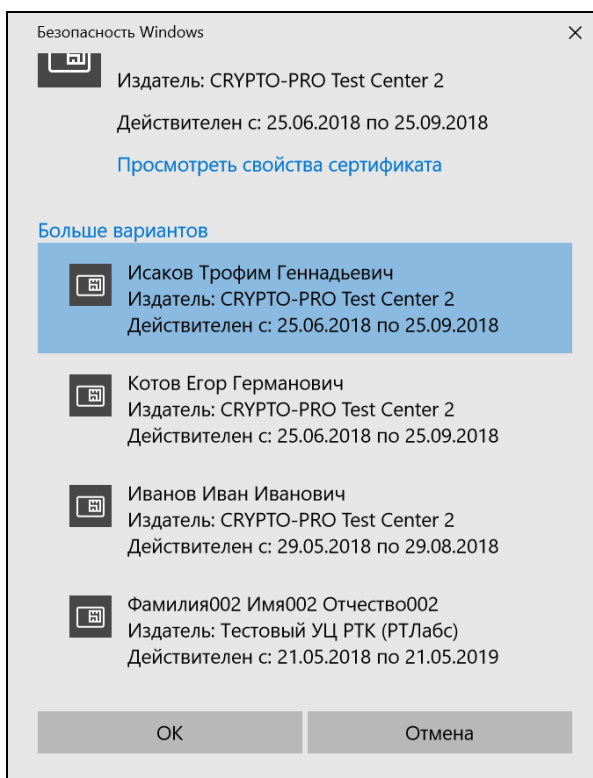 Безопасность Windows
Издатель: CRYPTO-PRO Test Center 2
Действителен с: 25.06.2018 по 25.09.2018
Просмотреть свойства сертификата
Больше вариантов
Исаков Трофим Геннадьевич
Издатель: CRYPTO-PRO Test Center 2
Действителен с: 25.06.2018 по 25.09.2018
Котов Егор Германович
Издатель: CRYPTO-PRO Test Center 2
Действителен с: 25.06.2018 по 25.09.2018
Иванов Иван Иванович
Издатель: CRYPTO-PRO Test Center 2
Действителен с: 29.05.2018 по 29.08.2018
Фамилия002 Имя002 Отчество002
Издатель: Тестовый УЦ РТК (РТЛабс)
Действителен с: 21.05.2018 по 21.05.2019
ОК Отмена